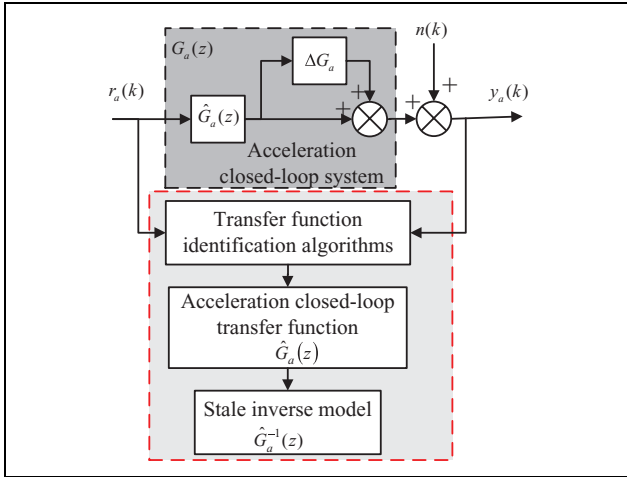 G_a(z)
n(k)
ΔG_a
r_a(k)
y_a(k)
+
+
+
+
+
Ĝ_a(z)
Acceleration
closed-loop system
Transfer function
identification algorithms
Acceleration closed-loop
transfer function
Ĝ_a(z)
Stale inverse model
Ĝ_a^{-1}(z)